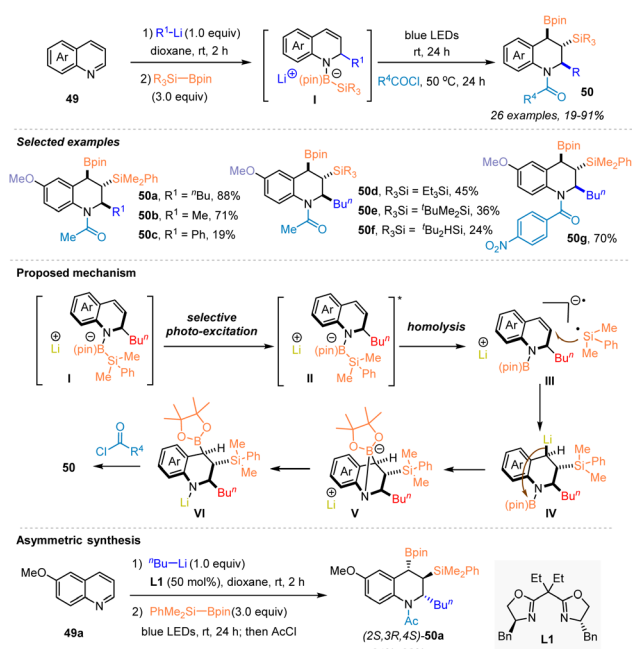 1) R¹-Li (1.0 equiv)
dioxane, rt, 2 h
2) R₃Si—Bpin
(3.0 equiv)
Ar
N
49
Ar
N
R¹
Li⊕ (pin)B⊖
SiR₃
I
blue LEDs
rt, 24 h
R⁴COCl, 50 °C, 24 h
Bpin
Ar
SiR₃
N
R
R⁴
O
50
26 examples, 19-91%
Selected examples
Bpin
MeO
SiMe₂Ph
N
R¹
Me
O
50a, R¹ = ⁿBu, 88%
50b, R¹ = Me, 71%
50c, R¹ = Ph, 19%
Bpin
MeO
SiR₃
N
Buⁿ
Me
O
50d, R₃Si = Et₃Si, 45%
50e, R₃Si = ᵗBuMe₂Si, 36%
50f, R₃Si = ᵗBu₂HSi, 24%
Bpin
MeO
SiMe₂Ph
N
Buⁿ
O
O₂N
50g, 70%
Proposed mechanism
Ar
⊕
Li
⊖
N
Buⁿ
(pin)B
Si
Me
Me
Ph
I
selective
photo-excitation
Ar
⊕
Li
⊖
N
Buⁿ
(pin)B
Si
Me
Me
Ph
*
II
homolysis
Ar
⊕
Li
N
Buⁿ
(pin)B
⊖•
•
Me
Si
Me
Ph
III
Li
H
Ar
Me
Si
Ph
Me
N
Buⁿ
(pin)B
IV
O
O
B
⊖
Me
Me
Si
Ph
Ar
N
Buⁿ
⊕
Li
V
O
O
B
H
Me
Me
Si
Ph
Ar
N
Buⁿ
Li
VI
O
Cl
R⁴
50
Asymmetric synthesis
MeO
N
49a
1) ⁿBu—Li (1.0 equiv)
L1 (50 mol%), dioxane, rt, 2 h
2) PhMe₂Si—Bpin(3.0 equiv)
blue LEDs, rt, 24 h; then AcCl
Bpin
MeO
SiMe₂Ph
N
Buⁿ
Ac
(2S,3R,4S)-50a
Et Et
O
O
N
N
Bn
Bn
L1